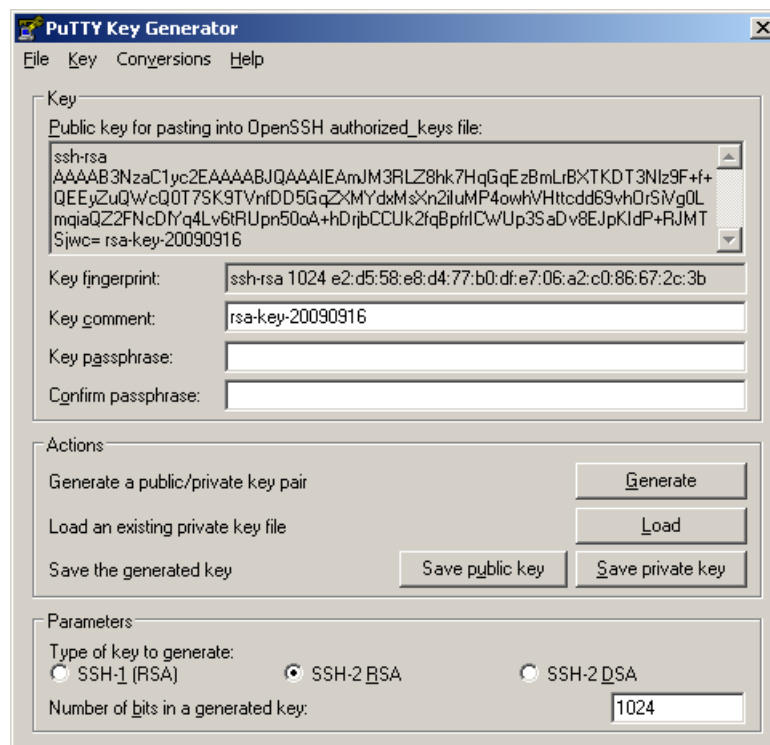 PuTTY Key Generator
File Key Conversions Help
Key
Public key for pasting into OpenSSH authorized_keys file:
ssh-rsa
AAAAB3NzaC1yc2EAAAABJQAAAIEAmJM3RLZ8hk7HqGqEzBmLrBXTKDT3NIz9F+f+
QEEyZuQWcQ0T7SK9TVnfDD5GqZXMYdxMsXn2iIuMP4owhVHttcdd69vhOrSiVg0L
mqiaQZ2FNcDIYq4Lv6tRUpn50oA+hDrjbCCUk2fqBpfrICWUp3SaDv8EJpKIdP+RJMT
Sjwc= rsa-key-20090916
Key fingerprint:
ssh-rsa 1024 e2:d5:58:e8:d4:77:b0:df:e7:06:a2:c0:86:67:2c:3b
Key comment:
rsa-key-20090916
Key passphrase:
Confirm passphrase:
Actions
Generate a public/private key pair
Generate
Load an existing private key file
Load
Save the generated key
Save public key
Save private key
Parameters
Type of key to generate:
SSH-1 (RSA)
SSH-2 RSA
SSH-2 DSA
Number of bits in a generated key:
1024